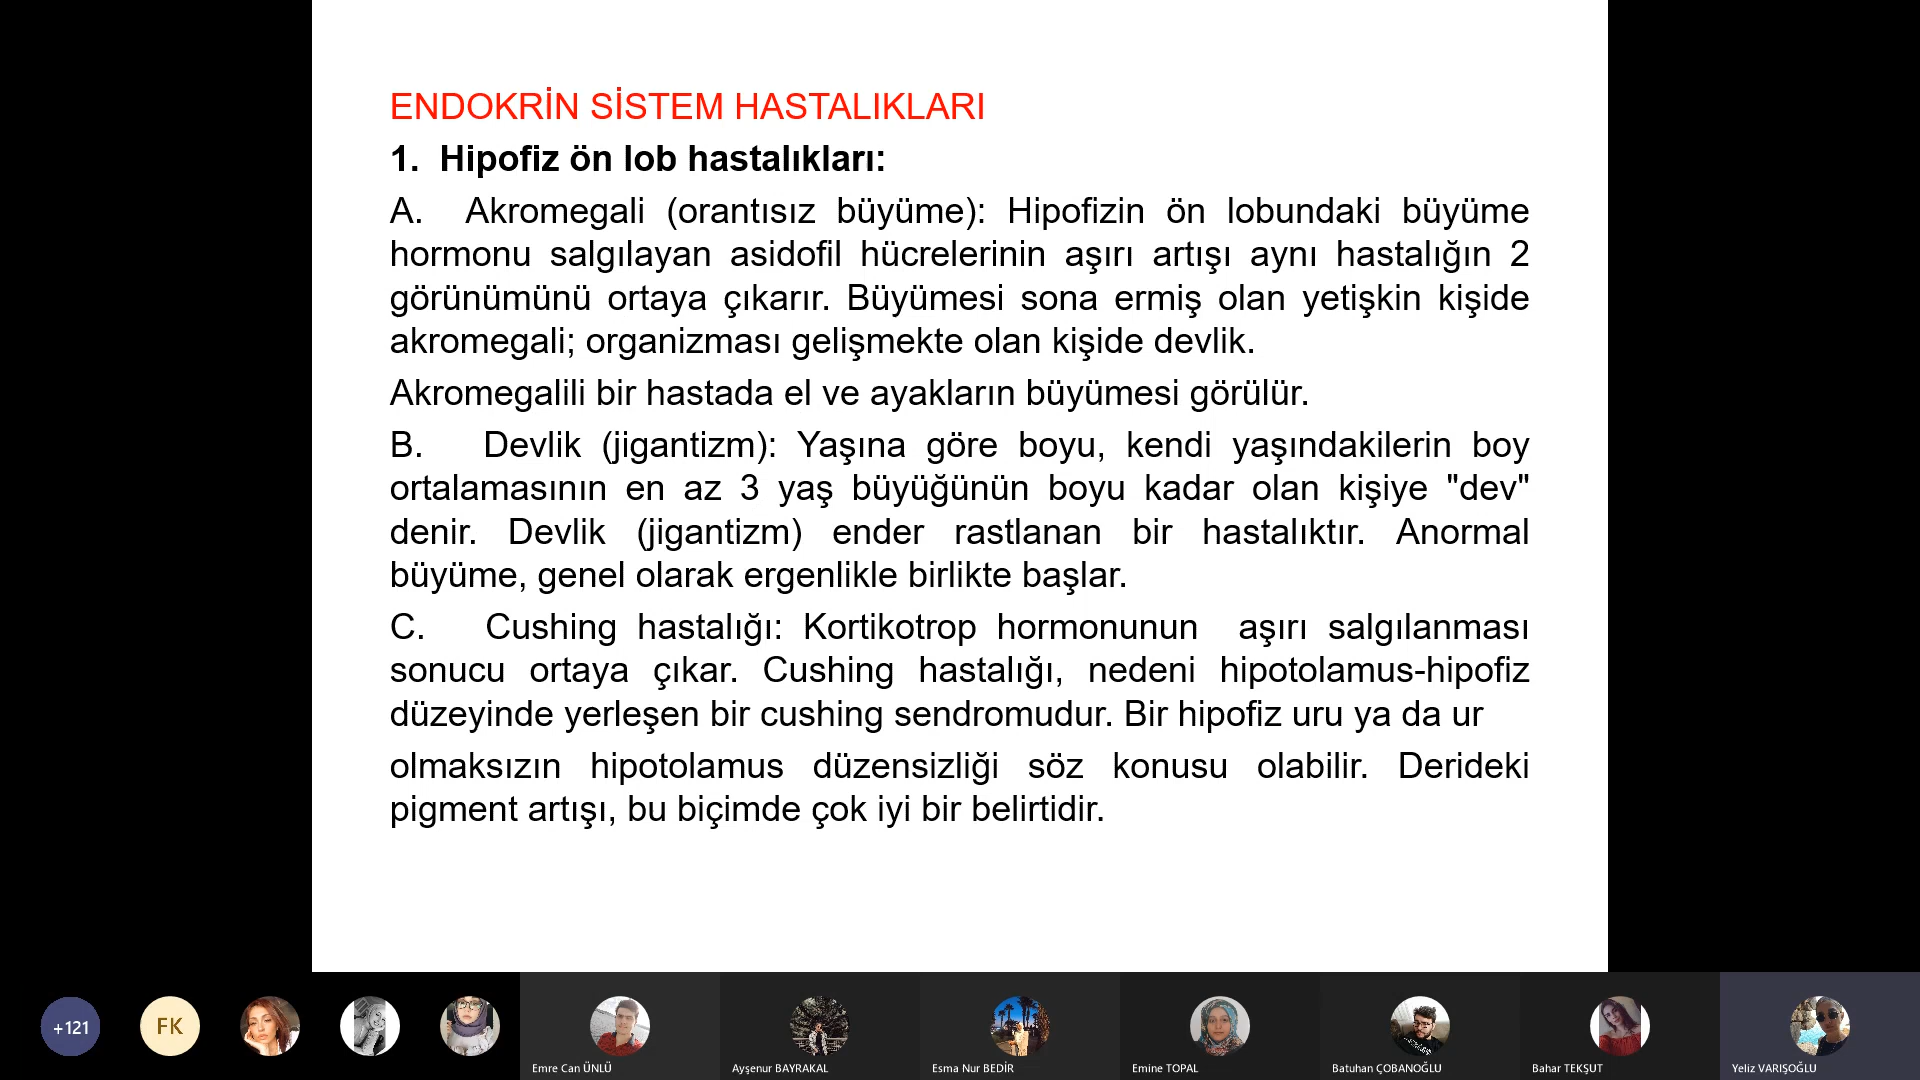 ENDOKRİN SİSTEM HASTALIKLARI
1. Hipofiz ön lob hastalıkları:
A. Akromegali (orantısız büyüme): Hipofizin ön lobundaki büyüme
hormonu salgılayan asidofil hücrelerinin aşırı artışı aynı hastalığın 2
görünümünü ortaya çıkarır. Büyümesi sona ermiş olan yetişkin kişide
akromegali; organizması gelişmekte olan kişide devlik.
Akromegalili bir hastada el ve ayakların büyümesi görülür.
B. Devlik (jigantizm): Yaşına göre boyu, kendi yaşındakilerin boy
ortalamasının en az 3 yaş büyüğünün boyu kadar olan kişiye "dev"
denir. Devlik (jigantizm) ender rastlanan bir hastalıktır. Anormal
büyüme, genel olarak ergenlikle birlikte başlar.
C. Cushing hastalığı: Kortikotrop hormonunun aşırı salgılanması
sonucu ortaya çıkar. Cushing hastalığı, nedeni hipotolamus-hipofiz
düzeyinde yerleşen bir cushing sendromudur. Bir hipofiz uru ya da ur
olmaksızın hipotolamus düzensizliği söz konusu olabilir. Derideki
pigment artışı, bu biçimde çok iyi bir belirtidir.
+121
FK
Emre Can ÜNLÜ
Ayşenur BAYRAKAL
Esma Nur BEDİR
Emine TOPAL
Batuhan ÇOBANOĞLU
Bahar TEKŞUT
Yeliz VARIŞOĞLU